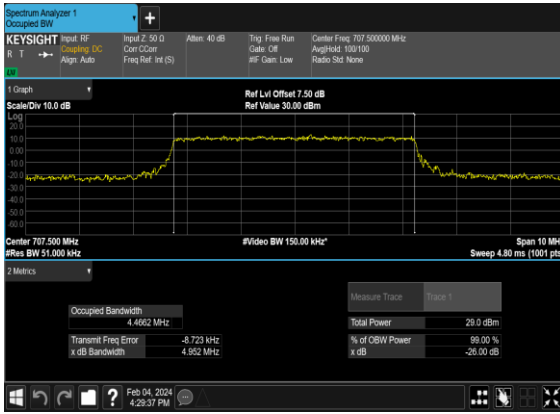 Spectrum Analyzer 1
Occupied BW
+
KEYSIGHT
R T
LW
Input: RF
Coupling: DC
Align: Auto
Input Z: 50 Ω
Corr CCorr
Freq Ref: Int (S)
Atten: 40 dB
Trig: Free Run
Gate: Off
#IF Gain: Low
Center Freq: 707.500000 MHz
Avg|Hold: 100/100
Radio Std: None
1 Graph
Scale/Div 10.0 dB
Ref Lvl Offset 7.50 dB
Ref Value 30.00 dBm
Log
20.0
10.0
0.00
-10.0
-20.0
-30.0
-40.0
-50.0
-60.0
Center 707.500 MHz
#Res BW 51.000 kHz
#Video BW 150.00 kHz*
Span 10 MH
Sweep 4.80 ms (1001 pts
2 Metrics
Measure Trace
Trace 1
Occupied Bandwidth
4.4662 MHz
Total Power
29.0 dBm
Transmit Freq Error
-8.723 kHz
% of OBW Power
99.00 %
x dB Bandwidth
4.952 MHz
x dB
-26.00 dB
?
Feb 04, 2024
4:29:37 PM